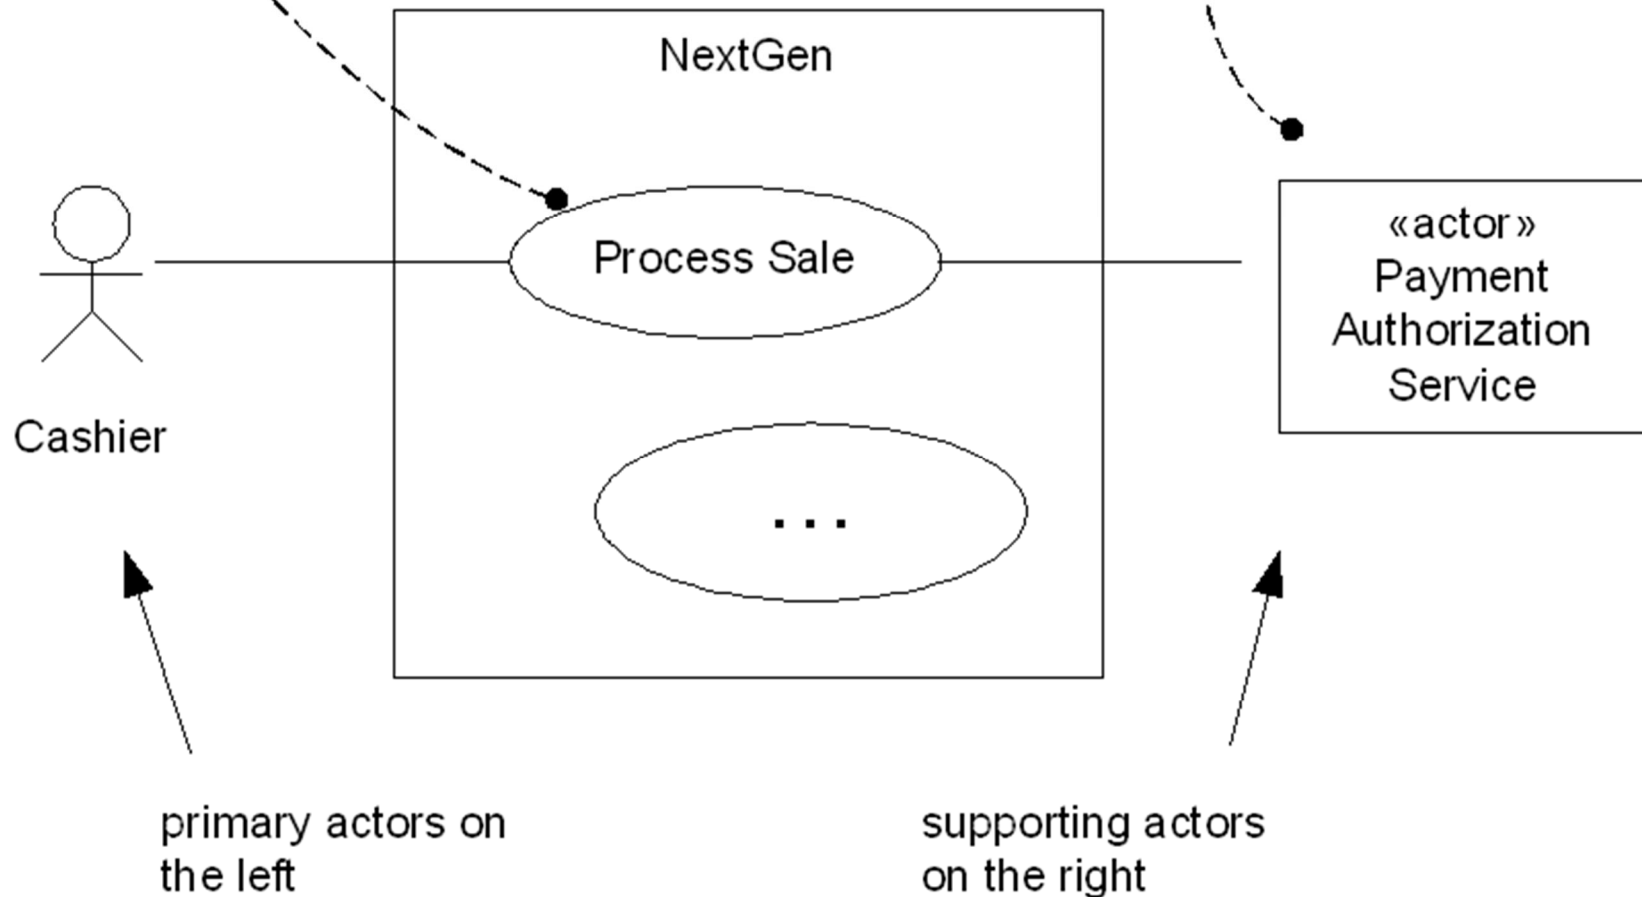 NextGen
Process Sale
«actor»
Payment
Authorization
Service
Cashier
...
primary actors on
the left
supporting actors
on the right